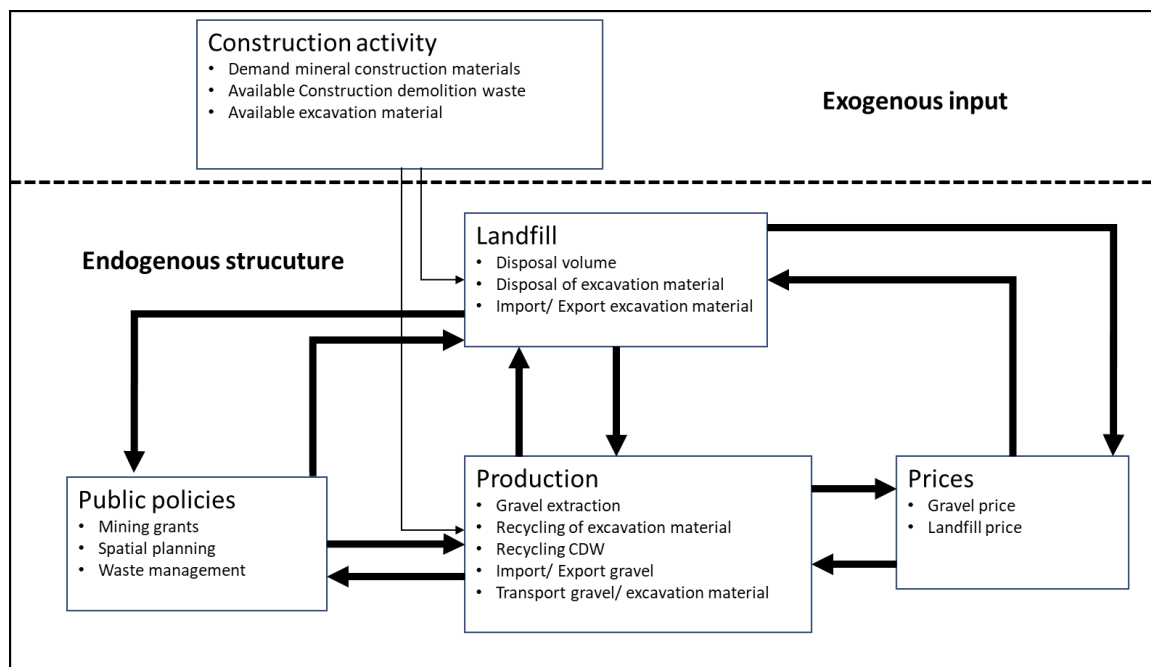 Construction activity
• Demand mineral construction materials
• Available Construction demolition waste
• Available excavation material
Exogenous input
Endogenous strucuture
Landfill
• Disposal volume
• Disposal of excavation material
• Import/ Export excavation material
Public policies
• Mining grants
• Spatial planning
• Waste management
Production
• Gravel extraction
• Recycling of excavation material
• Recycling CDW
• Import/ Export gravel
• Transport gravel/ excavation material
Prices
• Gravel price
• Landfill price